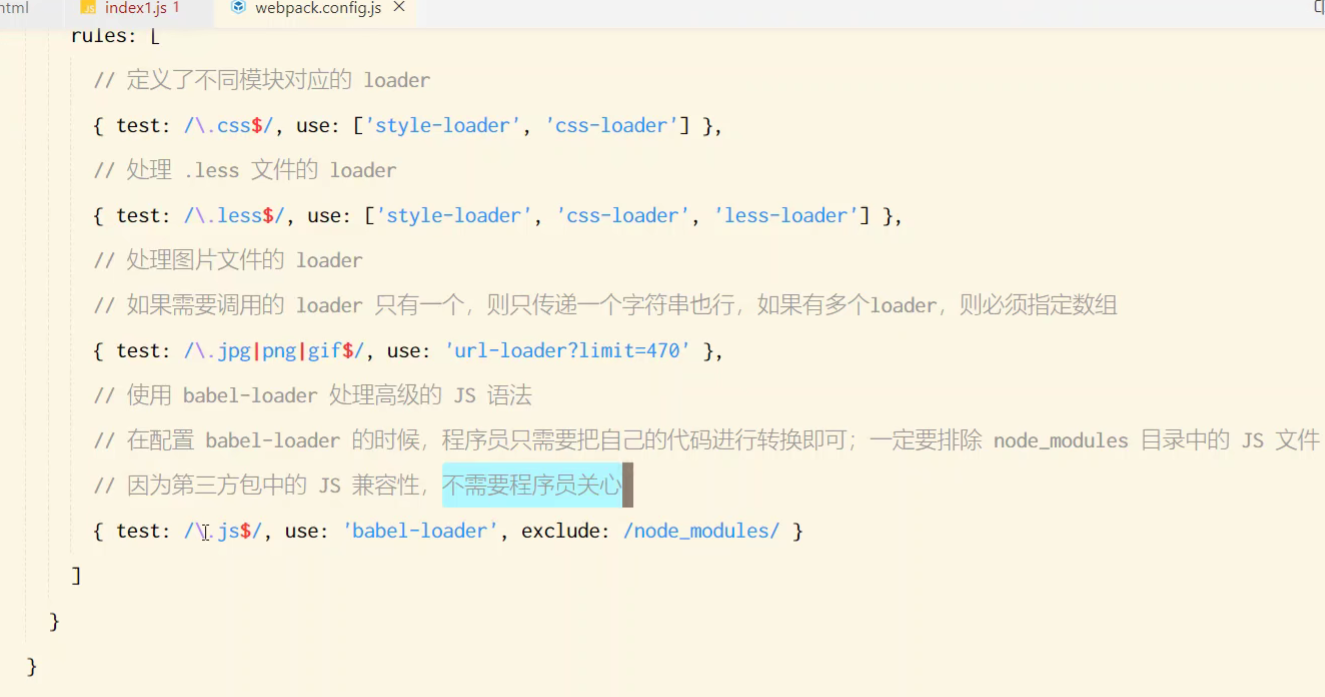 html index1.js 1 webpack.config.js
rules: [
// 定义了不同模块对应的 loader
{ test: /\.css$/, use: ['style-loader', 'css-loader'] },
// 处理 .less 文件的 loader
{ test: /\.less$/, use: ['style-loader', 'css-loader', 'less-loader'] },
// 处理图片文件的 loader
// 如果需要调用的 loader 只有一个，则只传递一个字符串也行，如果有多个loader，则必须指定数组
{ test: /\.jpg|png|gif$/, use: 'url-loader?limit=470' },
// 使用 babel-loader 处理高级的 JS 语法
// 在配置 babel-loader 的时候，程序员只需要把自己的代码进行转换即可；一定要排除 node_modules 目录中的 JS 文件
// 因为第三方包中的 JS 兼容性，不需要程序员关心
{ test: /\.js$/, use: 'babel-loader', exclude: /node_modules/ }
]
}
}